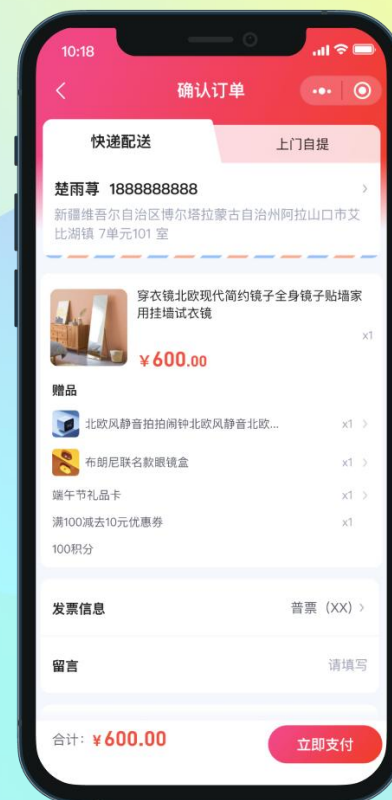 10:18
确认订单
快递配送
上门自提
楚雨荨 1888888888
新疆维吾尔自治区博尔塔拉蒙古自治州阿拉山口市艾
比湖镇 7单元101 室
穿衣镜北欧现代简约镜子全身镜子贴墙家
用挂墙试衣镜
x1
¥600.00
赠品
北欧风静音拍拍闹钟北欧风静音北欧... x1
布朗尼联名款眼镜盒 x1
端午节礼品卡 x1
满100减去10元优惠券 x1
100积分
发票信息 普票（XX）
留言 请填写
合计: ¥600.00 立即支付